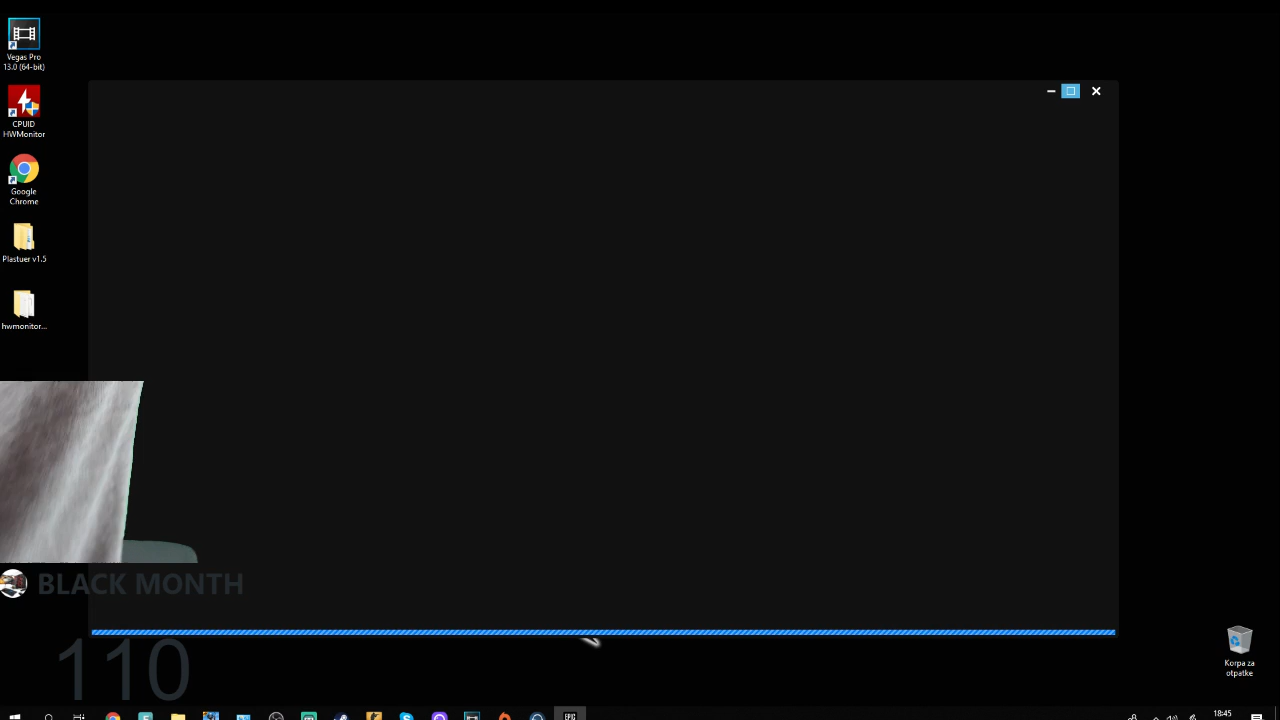 Vegas Pro
13.0 (64-bit)
CPUID
HWMonitor
Google
Chrome
Plastuer v1.5
hwmonitor...
BLACK MONTH
110
Korpa za
otpatke
EPIC
18:45